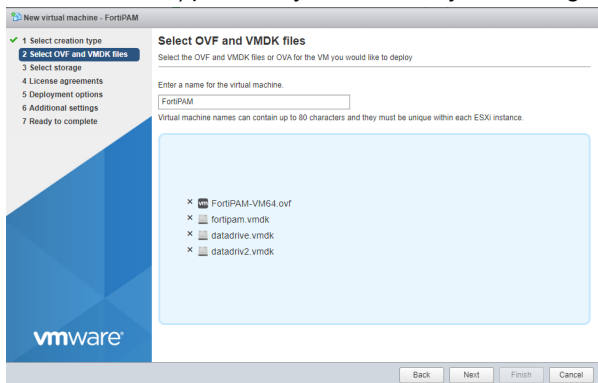 New virtual machine - FortiPAM
1 Select creation type
2 Select OVF and VMDK files
3 Select storage
4 License agreements
5 Deployment options
6 Additional settings
7 Ready to complete
vmware®
Select OVF and VMDK files
Select the OVF and VMDK files or OVA for the VM you would like to deploy
Enter a name for the virtual machine.
FortiPAM
Virtual machine names can contain up to 80 characters and they must be unique within each ESXi instance.
× vm FortiPAM-VM64.ovf
× fortipam.vmdk
× datadrive.vmdk
× datadriv2.vmdk
Back Next Finish Cancel